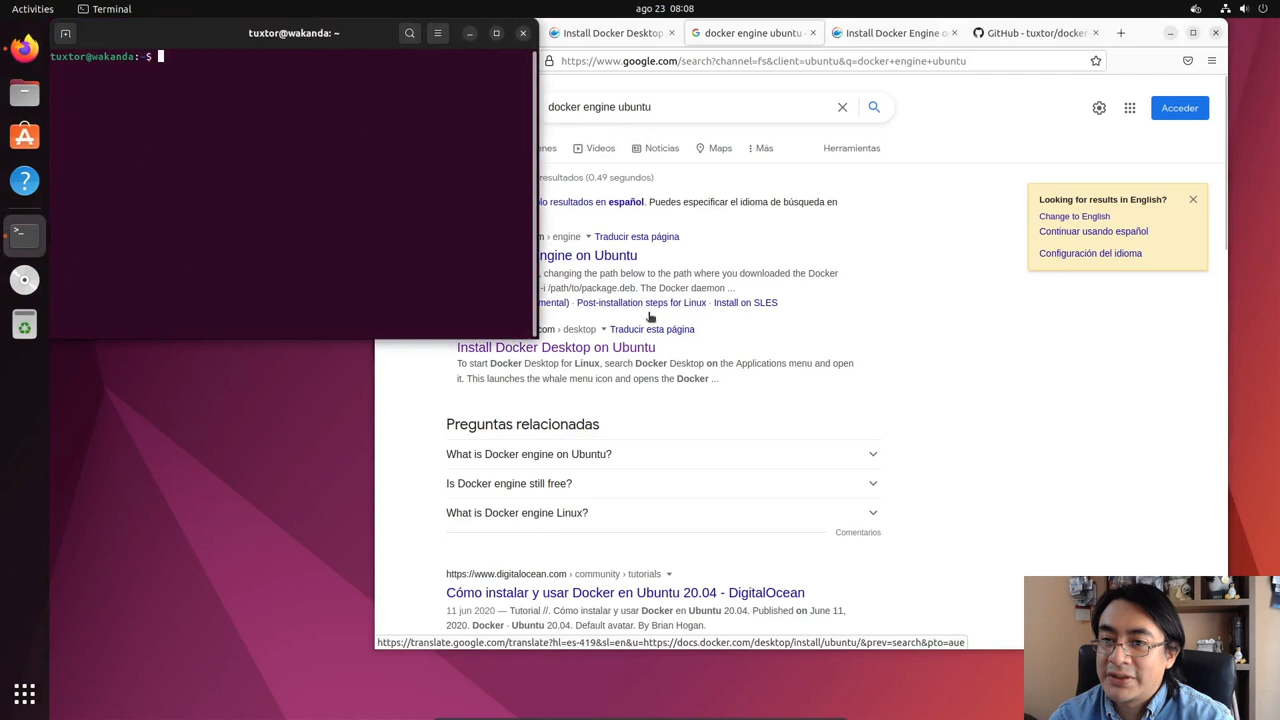 Terminal
tuxtor@wakanda: ~
tuxtor@wakanda:~$
Install Docker Desktop
docker engine ubuntu -
Install Docker Engine o
GitHub - tuxtor/docker
https://www.google.com/search?channel=fs&client=ubuntu&q=docker+engine+ubuntu
docker engine ubuntu
Acceder
enes
Videos
Noticias
Maps
Más
Herramientas
resultados (0.49 segundos)
lo resultados en español. Puedes especificar el idioma de búsqueda en
m › engine
Traducir esta página
ngine on Ubuntu
, changing the path below to the path where you downloaded the Docker
-i /path/to/package.deb. The Docker daemon ...
mental) · Post-installation steps for Linux · Install on SLES
com › desktop
Traducir esta página
Install Docker Desktop on Ubuntu
To start Docker Desktop for Linux, search Docker Desktop on the Applications menu and open
it. This launches the whale menu icon and opens the Docker ...
Looking for results in English?
Change to English
Continuar usando español
Configuración del idioma
Preguntas relacionadas
What is Docker engine on Ubuntu?
Is Docker engine still free?
What is Docker engine Linux?
Comentarios
https://www.digitalocean.com › community › tutorials
Cómo instalar y usar Docker en Ubuntu 20.04 - DigitalOcean
11 jun 2020 — Tutorial //. Cómo instalar y usar Docker en Ubuntu 20.04. Published on June 11,
2020. Docker · Ubuntu 20.04. Default avatar. By Brian Hogan.
https://translate.google.com/translate?hl=es-419&sl=en&u=https://docs.docker.com/desktop/install/ubuntu/&prev=search&pto=aue